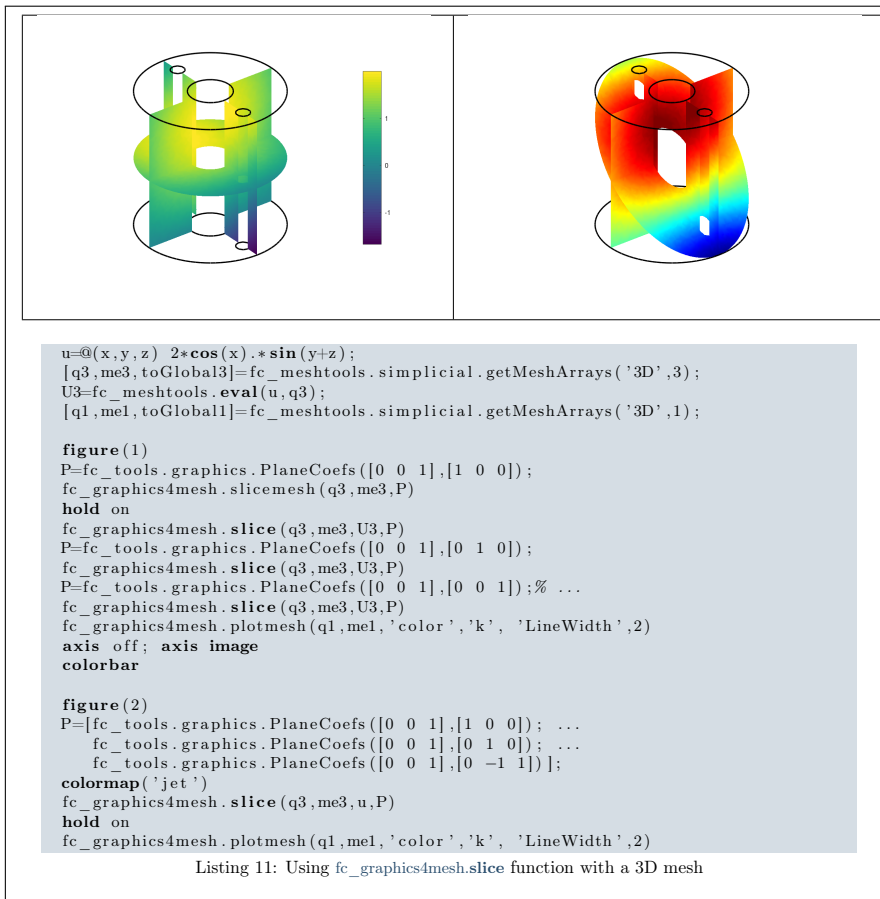 1
0
-1
u=@(x,y,z) 2*cos(x).*sin(y+z);
[q3,me3,toGlobal3]=fc_meshtools.simplicial.getMeshArrays('3D',3);
U3=fc_meshtools.eval(u,q3);
[q1,me1,toGlobal1]=fc_meshtools.simplicial.getMeshArrays('3D',1);
figure(1)
P=fc_tools.graphics.PlaneCoefs([0 0 1],[1 0 0]);
fc_graphics4mesh.slicemesh(q3,me3,P)
hold on
fc_graphics4mesh.slice(q3,me3,U3,P)
P=fc_tools.graphics.PlaneCoefs([0 0 1],[0 1 0]);
fc_graphics4mesh.slice(q3,me3,U3,P)
P=fc_tools.graphics.PlaneCoefs([0 0 1],[0 0 1]);% ...
fc_graphics4mesh.slice(q3,me3,U3,P)
fc_graphics4mesh.plotmesh(q1,me1,'color','k', 'LineWidth',2)
axis off; axis image
colorbar
figure(2)
P=[fc_tools.graphics.PlaneCoefs([0 0 1],[1 0 0]); ...
fc_tools.graphics.PlaneCoefs([0 0 1],[0 1 0]); ...
fc_tools.graphics.PlaneCoefs([0 0 1],[0 −1 1])];
colormap('jet')
fc_graphics4mesh.slice(q3,me3,u,P)
hold on
fc_graphics4mesh.plotmesh(q1,me1,'color','k', 'LineWidth',2)
Listing 11: Using fc_graphics4mesh.slice function with a 3D mesh